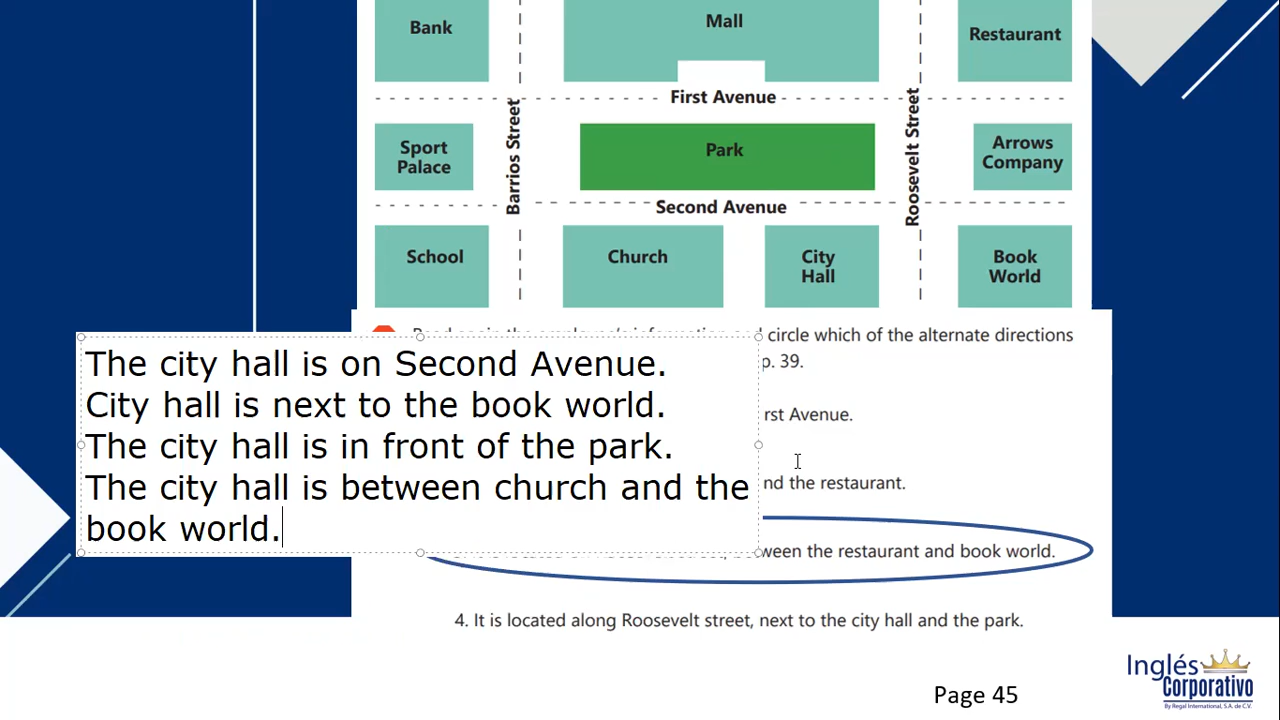 Bank
Mall
Restaurant
First Avenue
Barrios Street
Roosevelt Street
Sport
Palace
Park
Arrows
Company
Second Avenue
School
Church
City
Hall
Book
World
circle which of the alternate directions
p. 39.
The city hall is on Second Avenue.
City hall is next to the book world.
The city hall is in front of the park.
The city hall is between church and the
book world.
rst Avenue.
nd the restaurant.
the restaurant and book world.
4. It is located along Roosevelt street, next to the city hall and the park.
Page 45
Inglés
Corporativo
By Regal International, S.A. de C.V.